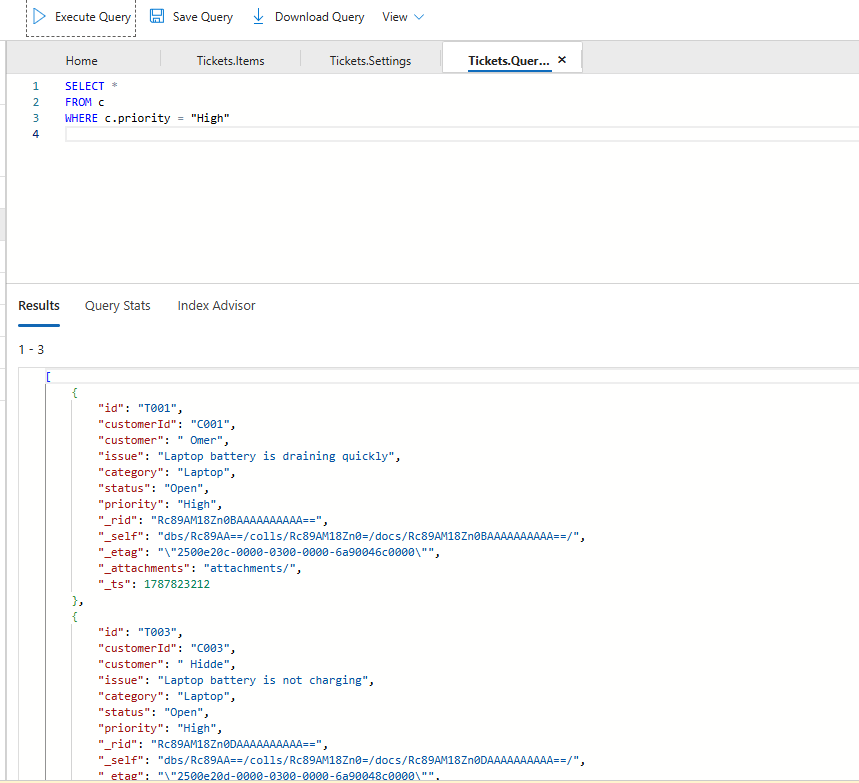 Execute Query Save Query Download Query View
Home Tickets.Items Tickets.Settings Tickets.Quer... ×
1 SELECT *
2 FROM c
3 WHERE c.priority = "High"
4
Results Query Stats Index Advisor
1 - 3
[
{
"id": "T001",
"customerId": "C001",
"customer": " Omer",
"issue": "Laptop battery is draining quickly",
"category": "Laptop",
"status": "Open",
"priority": "High",
"_rid": "Rc89AM18Zn0BAAAAAAAAAA==",
"_self": "dbs/Rc89AA==/colls/Rc89AM18Zn0=/docs/Rc89AM18Zn0BAAAAAAAAAA==/",
"_etag": "\"2500e20c-0000-0300-0000-6a90046c0000\"",
"_attachments": "attachments/",
"_ts": 1787823212
},
{
"id": "T003",
"customerId": "C003",
"customer": " Hidde",
"issue": "Laptop battery is not charging",
"category": "Laptop",
"status": "Open",
"priority": "High",
"_rid": "Rc89AM18Zn0DAAAAAAAAAA==",
"_self": "dbs/Rc89AA==/colls/Rc89AM18Zn0=/docs/Rc89AM18Zn0DAAAAAAAAAA==/",
"_etag": "\"2500e20d-0000-0300-0000-6a90048c0000\"",